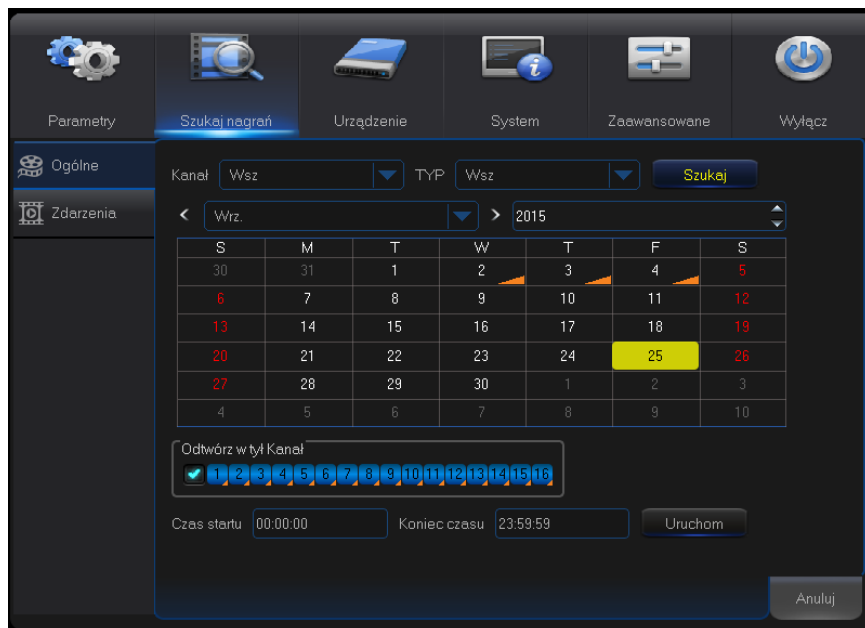 Parametry Szukaj nagrań Urządzenie System Zaawansowane Wyłącz
Ogólne
Zdarzenia
Kanał Wsz TYP Wsz Szukaj
< Wrz. > 2015
S M T W T F S
30 31 1 2 3 4 5
6 7 8 9 10 11 12
13 14 15 16 17 18 19
20 21 22 23 24 25 26
27 28 29 30 1 2 3
4 5 6 7 8 9 10
Odtwórz w tył Kanał
1 2 3 4 5 6 7 8 9 10 11 12 13 14 15 16
Czas startu 00:00:00 Koniec czasu 23:59:59 Uruchom
Anuluj